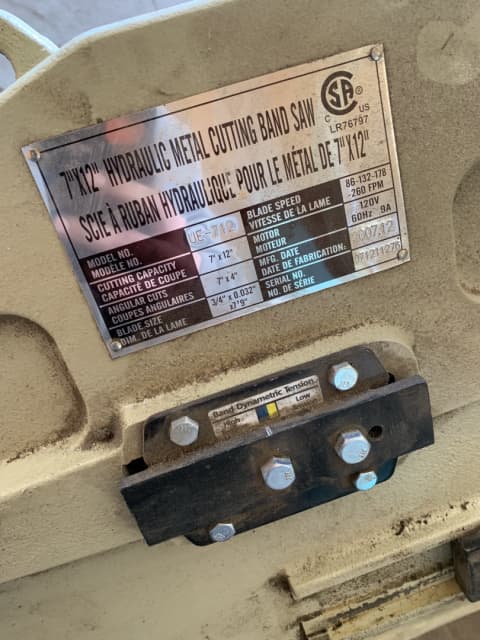 CSA
C US
LR76797
7"X12" HYDRAULIC METAL CUTTING BAND SAW
SCIE À RUBAN HYDRAULIQUE POUR LE MÉTAL DE 7"X12"
MODEL NO.
MODÈLE NO.
UE-712
CUTTING CAPACITY
CAPACITÉ DE COUPE
7" x 12"
ANGULAR CUTS
COUPES ANGULAIRES
7" x 4"
BLADE SIZE
DIM. DE LA LAME
3/4" x 0.032"
x7'9"
BLADE SPEED
VITESSE DE LA LAME
86-132-178
-260 FPM
MOTOR
MOTEUR
120V
60Hz 9A
MFG. DATE
DATE DE FABRICATION:
2007.12
SERIAL NO.
NO. DE SÉRIE
Band Dynametric Tension
High
Low